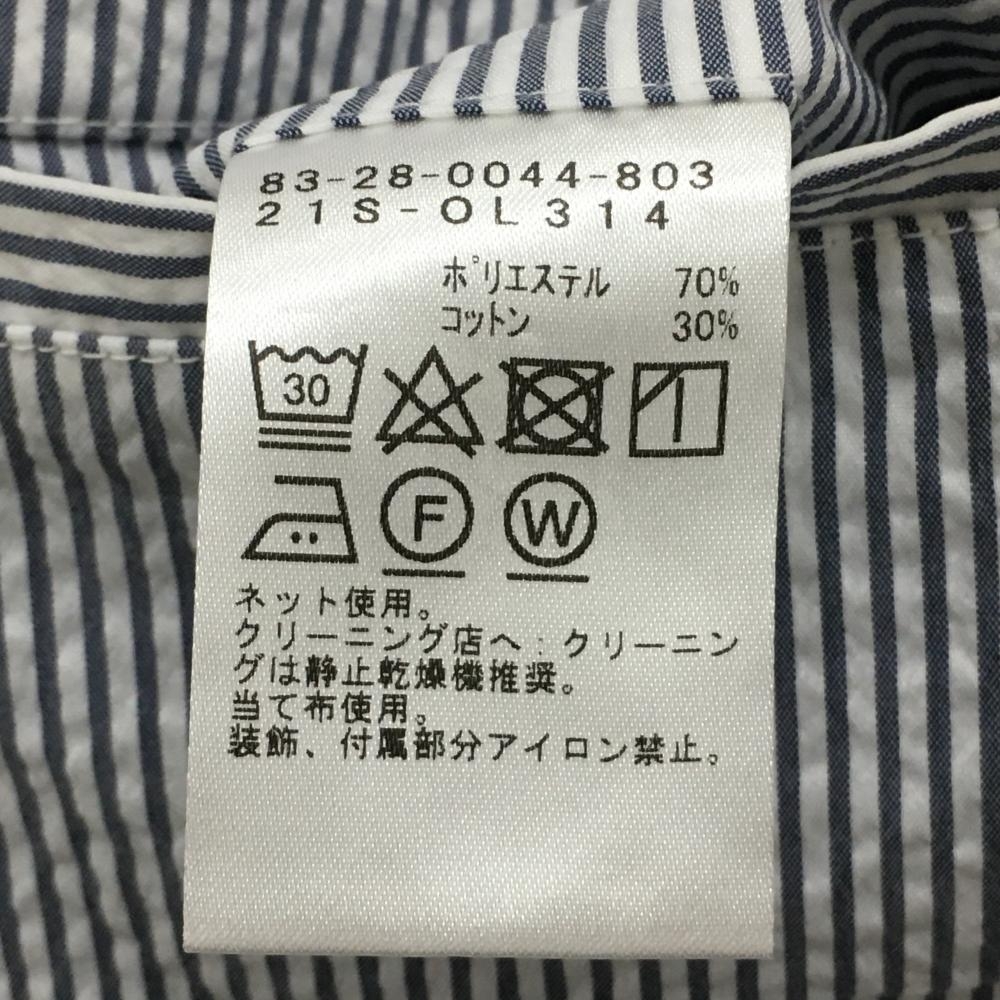 83-28-0044-803
21S-OL314
ポリエステル 70%
コットン 30%
30
F W
ネット使用。
クリーニング店へ：クリーニン
グは静止乾燥機推奨。
当て布使用。
装飾、付属部分アイロン禁止。